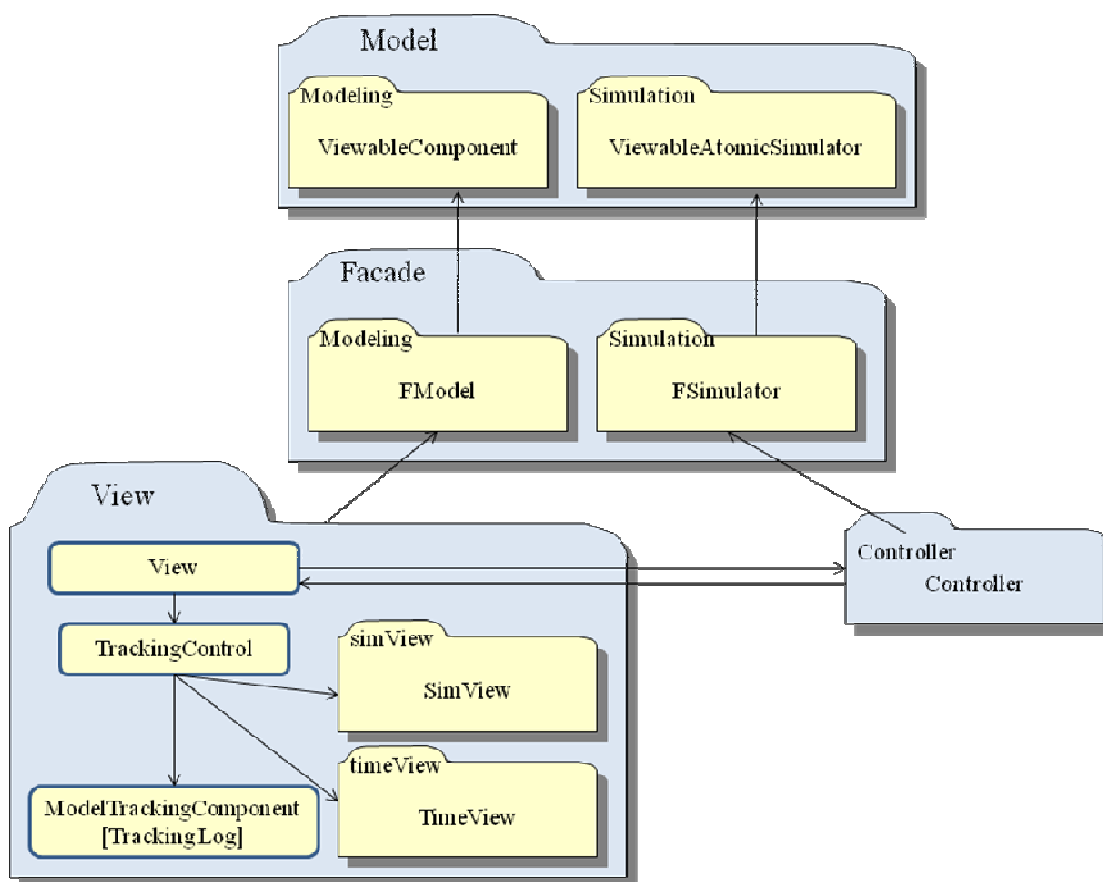 Model
Modeling
ViewableComponent
Simulation
ViewableAtomicSimulator
Facade
Modeling
FModel
Simulation
FSimulator
View
View
TrackingControl
simView
SimView
timeView
TimeView
ModelTrackingComponent
[TrackingLog]
Controller
Controller